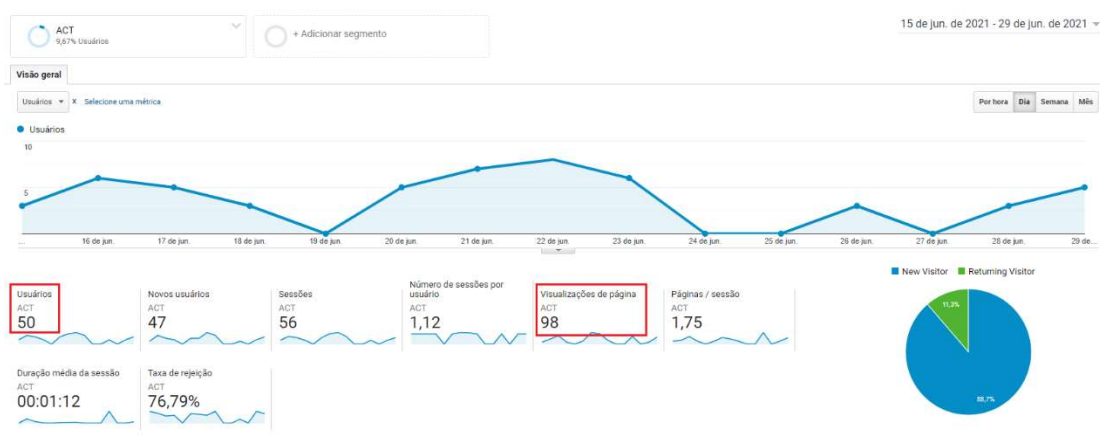 ACT
9,67% Usuários
+ Adicionar segmento
15 de jun. de 2021 - 29 de jun. de 2021
Visão geral
Usuários x Selecione uma métrica
Por hora Dia Semana Mês
Usuários
10
5
... 16 de jun. 17 de jun. 18 de jun. 19 de jun. 20 de jun. 21 de jun. 22 de jun. 23 de jun. 24 de jun. 25 de jun. 26 de jun. 27 de jun. 28 de jun. 29 de...
New Visitor Returning Visitor
11,3%
88,7%
Usuários
ACT
50
Novos usuários
ACT
47
Sessões
ACT
56
Número de sessões por
usuário
ACT
1,12
Visualizações de página
ACT
98
Páginas / sessão
ACT
1,75
Duração média da sessão
ACT
00:01:12
Taxa de rejeição
ACT
76,79%